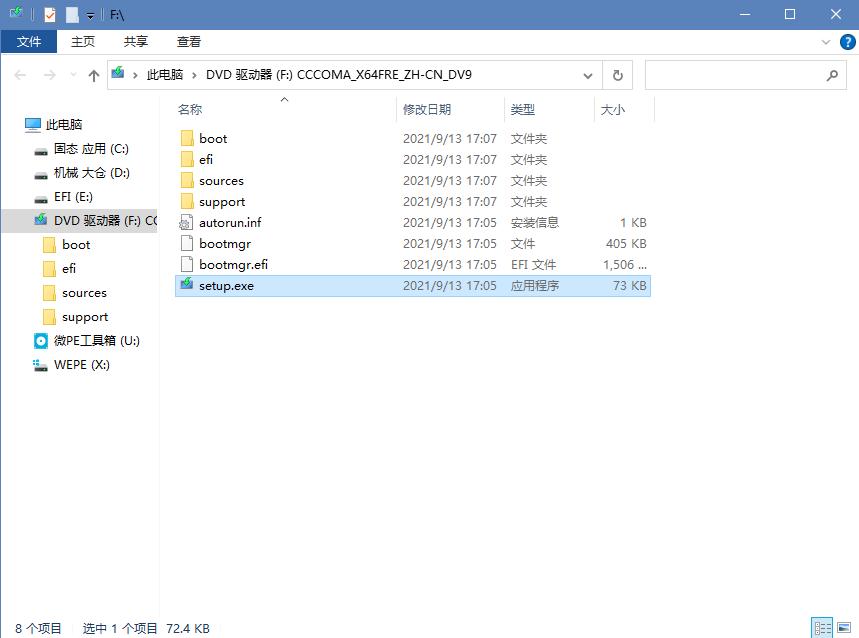 F:\
文件 主页 共享 查看
此电脑 DVD 驱动器 (F:) CCCOMA_X64FRE_ZH-CN_DV9
名称 修改日期 类型 大小
此电脑
固态 应用 (C:)
机械 大仓 (D:)
EFI (E:)
DVD 驱动器 (F:) CC
boot
efi
sources
support
微PE工具箱 (U:)
WEPE (X:)
boot 2021/9/13 17:07 文件夹
efi 2021/9/13 17:07 文件夹
sources 2021/9/13 17:07 文件夹
support 2021/9/13 17:07 文件夹
autorun.inf 2021/9/13 17:05 安装信息 1 KB
bootmgr 2021/9/13 17:05 文件 405 KB
bootmgr.efi 2021/9/13 17:05 EFI 文件 1,506 ...
setup.exe 2021/9/13 17:05 应用程序 73 KB
8 个项目 选中 1 个项目 72.4 KB